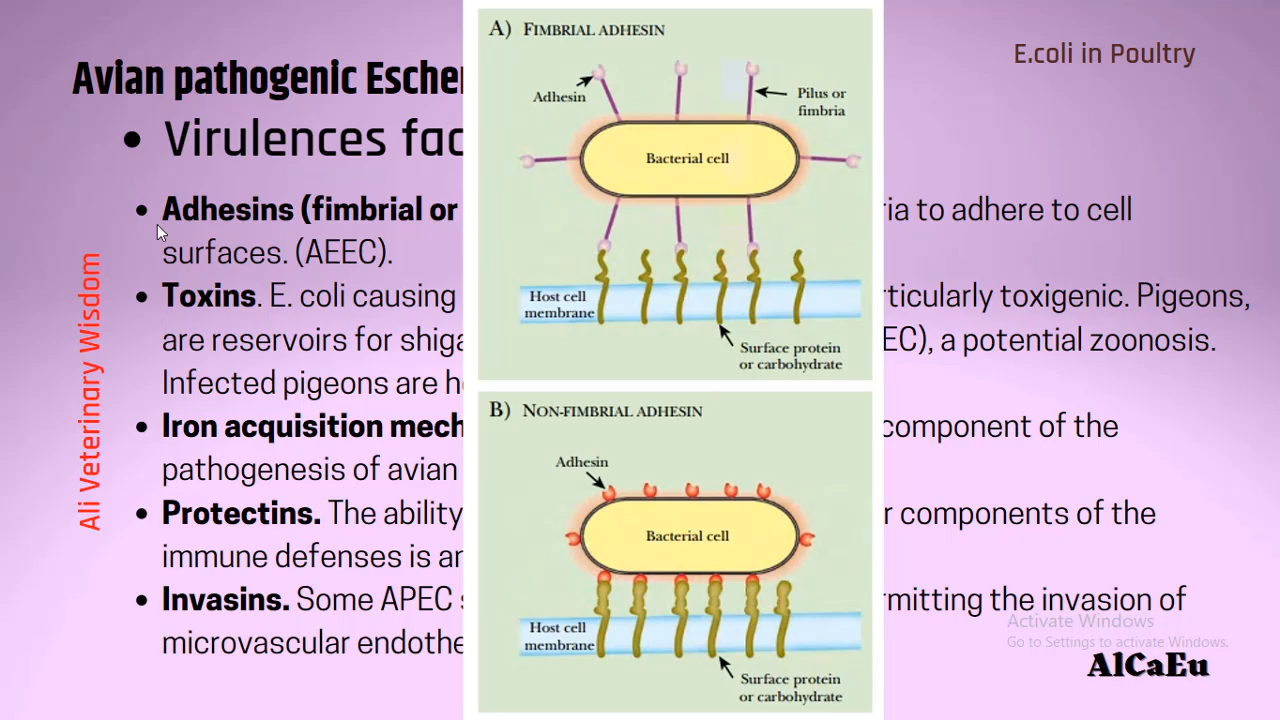 Avian pathogenic Escher
E.coli in Poultry
Virulences fac
Adhesins (fimbrial or
ria to adhere to cell
surfaces. (AEEC).
Toxins. E. coli causing
rticularly toxigenic. Pigeons,
are reservoirs for shiga
EC), a potential zoonosis.
Infected pigeons are he
Iron acquisition mech
component of the
pathogenesis of avian
Protectins. The ability
r components of the
immune defenses is an
Invasins. Some APEC s
rmitting the invasion of
microvascular endothe
Ali Veterinary Wisdom
A) FIMBRIAL ADHESIN
Adhesin
Pilus or
fimbria
Bacterial cell
Host cell
membrane
Surface protein
or carbohydrate
B) NON-FIMBRIAL ADHESIN
Adhesin
Bacterial cell
Host cell
membrane
Surface protein
or carbohydrate
Activate Windows
Go to Settings to activate Windows.
AlCaEu